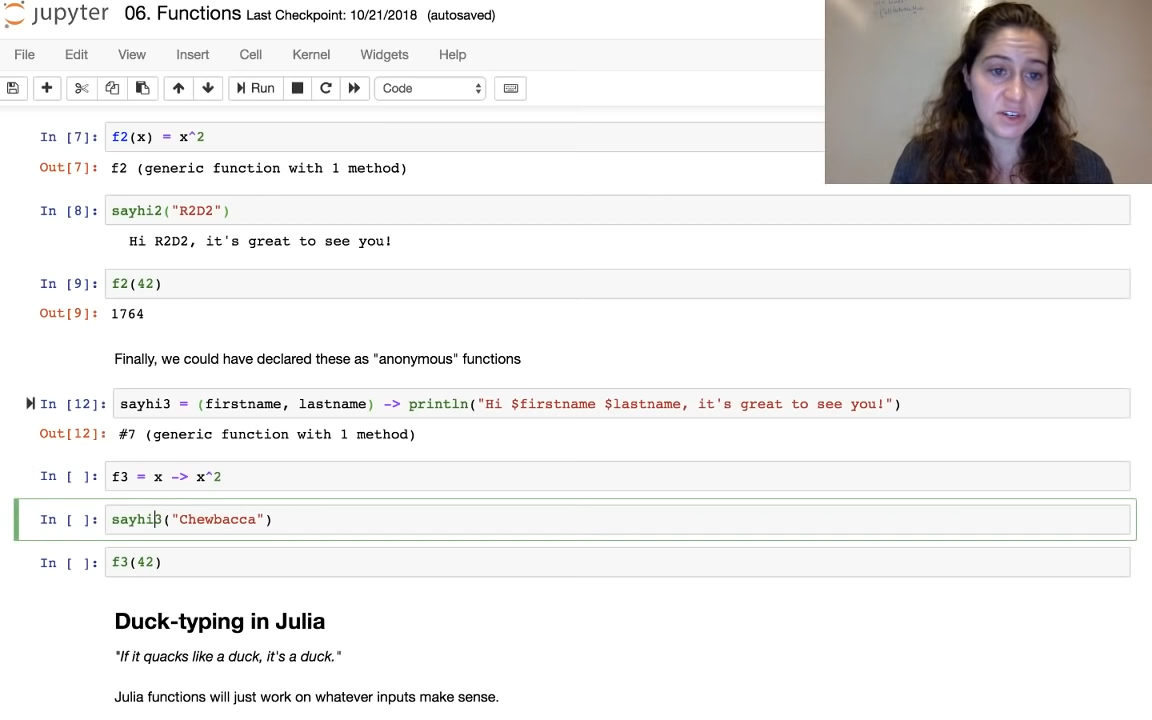 jupyter 06. Functions Last Checkpoint: 10/21/2018 (autosaved)
File Edit View Insert Cell Kernel Widgets Help
Run Code
In [7]: f2(x) = x^2
Out[7]: f2 (generic function with 1 method)
In [8]: sayhi2("R2D2")
Hi R2D2, it's great to see you!
In [9]: f2(42)
Out[9]: 1764
Finally, we could have declared these as "anonymous" functions
In [12]: sayhi3 = (firstname, lastname) -> println("Hi $firstname $lastname, it's great to see you!")
Out[12]: #7 (generic function with 1 method)
In [ ]: f3 = x -> x^2
In [ ]: sayhi3("Chewbacca")
In [ ]: f3(42)
Duck-typing in Julia
"If it quacks like a duck, it's a duck."
Julia functions will just work on whatever inputs make sense.